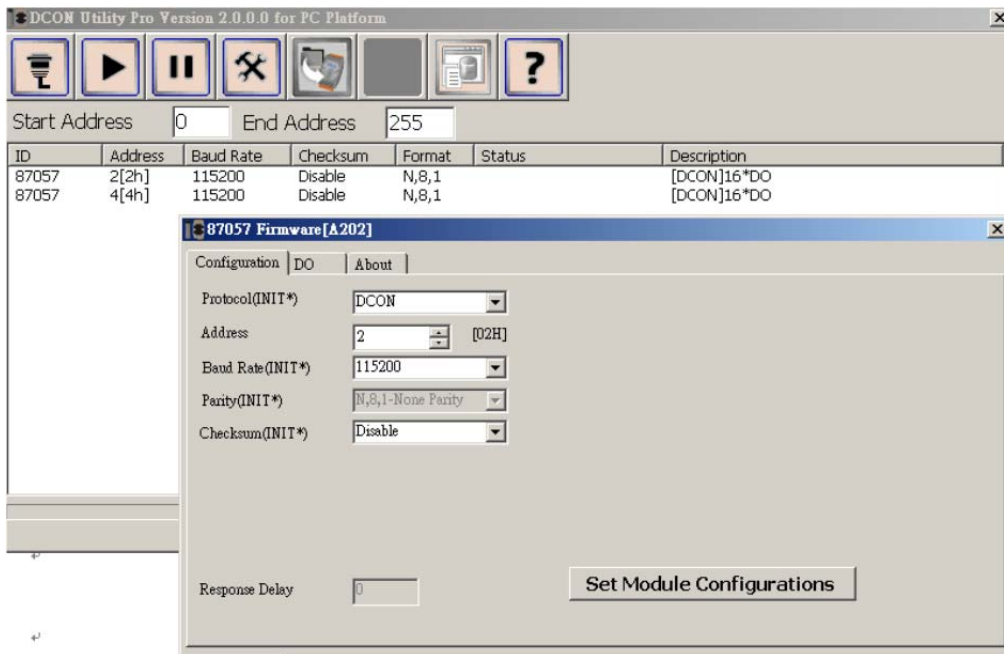 DCON Utility Pro Version 2.0.0.0 for PC Platform
Start Address 0 End Address 255
ID Address Baud Rate Checksum Format Status Description
87057 2[2h] 115200 Disable N,8,1 [DCON]16*DO
87057 4[4h] 115200 Disable N,8,1 [DCON]16*DO
87057 Firmware[A202]
Configuration DO About
Protocol(INIT*) DCON
Address 2 [02H]
Baud Rate(INIT*) 115200
Parity(INIT*) N,8,1-None Parity
Checksum(INIT*) Disable
Response Delay 0 Set Module Configurations